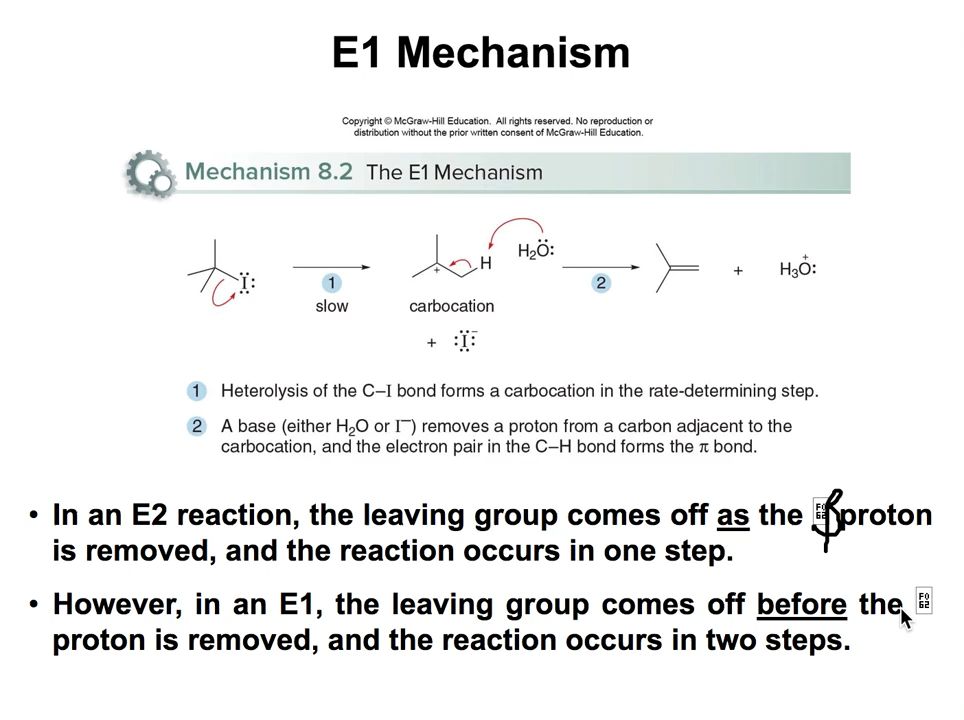 E1 Mechanism
Copyright © McGraw-Hill Education. All rights reserved. No reproduction or
distribution without the prior written consent of McGraw-Hill Education.
Mechanism 8.2 The E1 Mechanism
I
1
slow
H
carbocation
+ I⁻
H₂O
2
+
H₃O⁺
1 Heterolysis of the C–I bond forms a carbocation in the rate-determining step.
2 A base (either H₂O or I⁻) removes a proton from a carbon adjacent to the
carbocation, and the electron pair in the C–H bond forms the π bond.
• In an E2 reaction, the leaving group comes off as the β proton
is removed, and the reaction occurs in one step.
• However, in an E1, the leaving group comes off before the
proton is removed, and the reaction occurs in two steps.